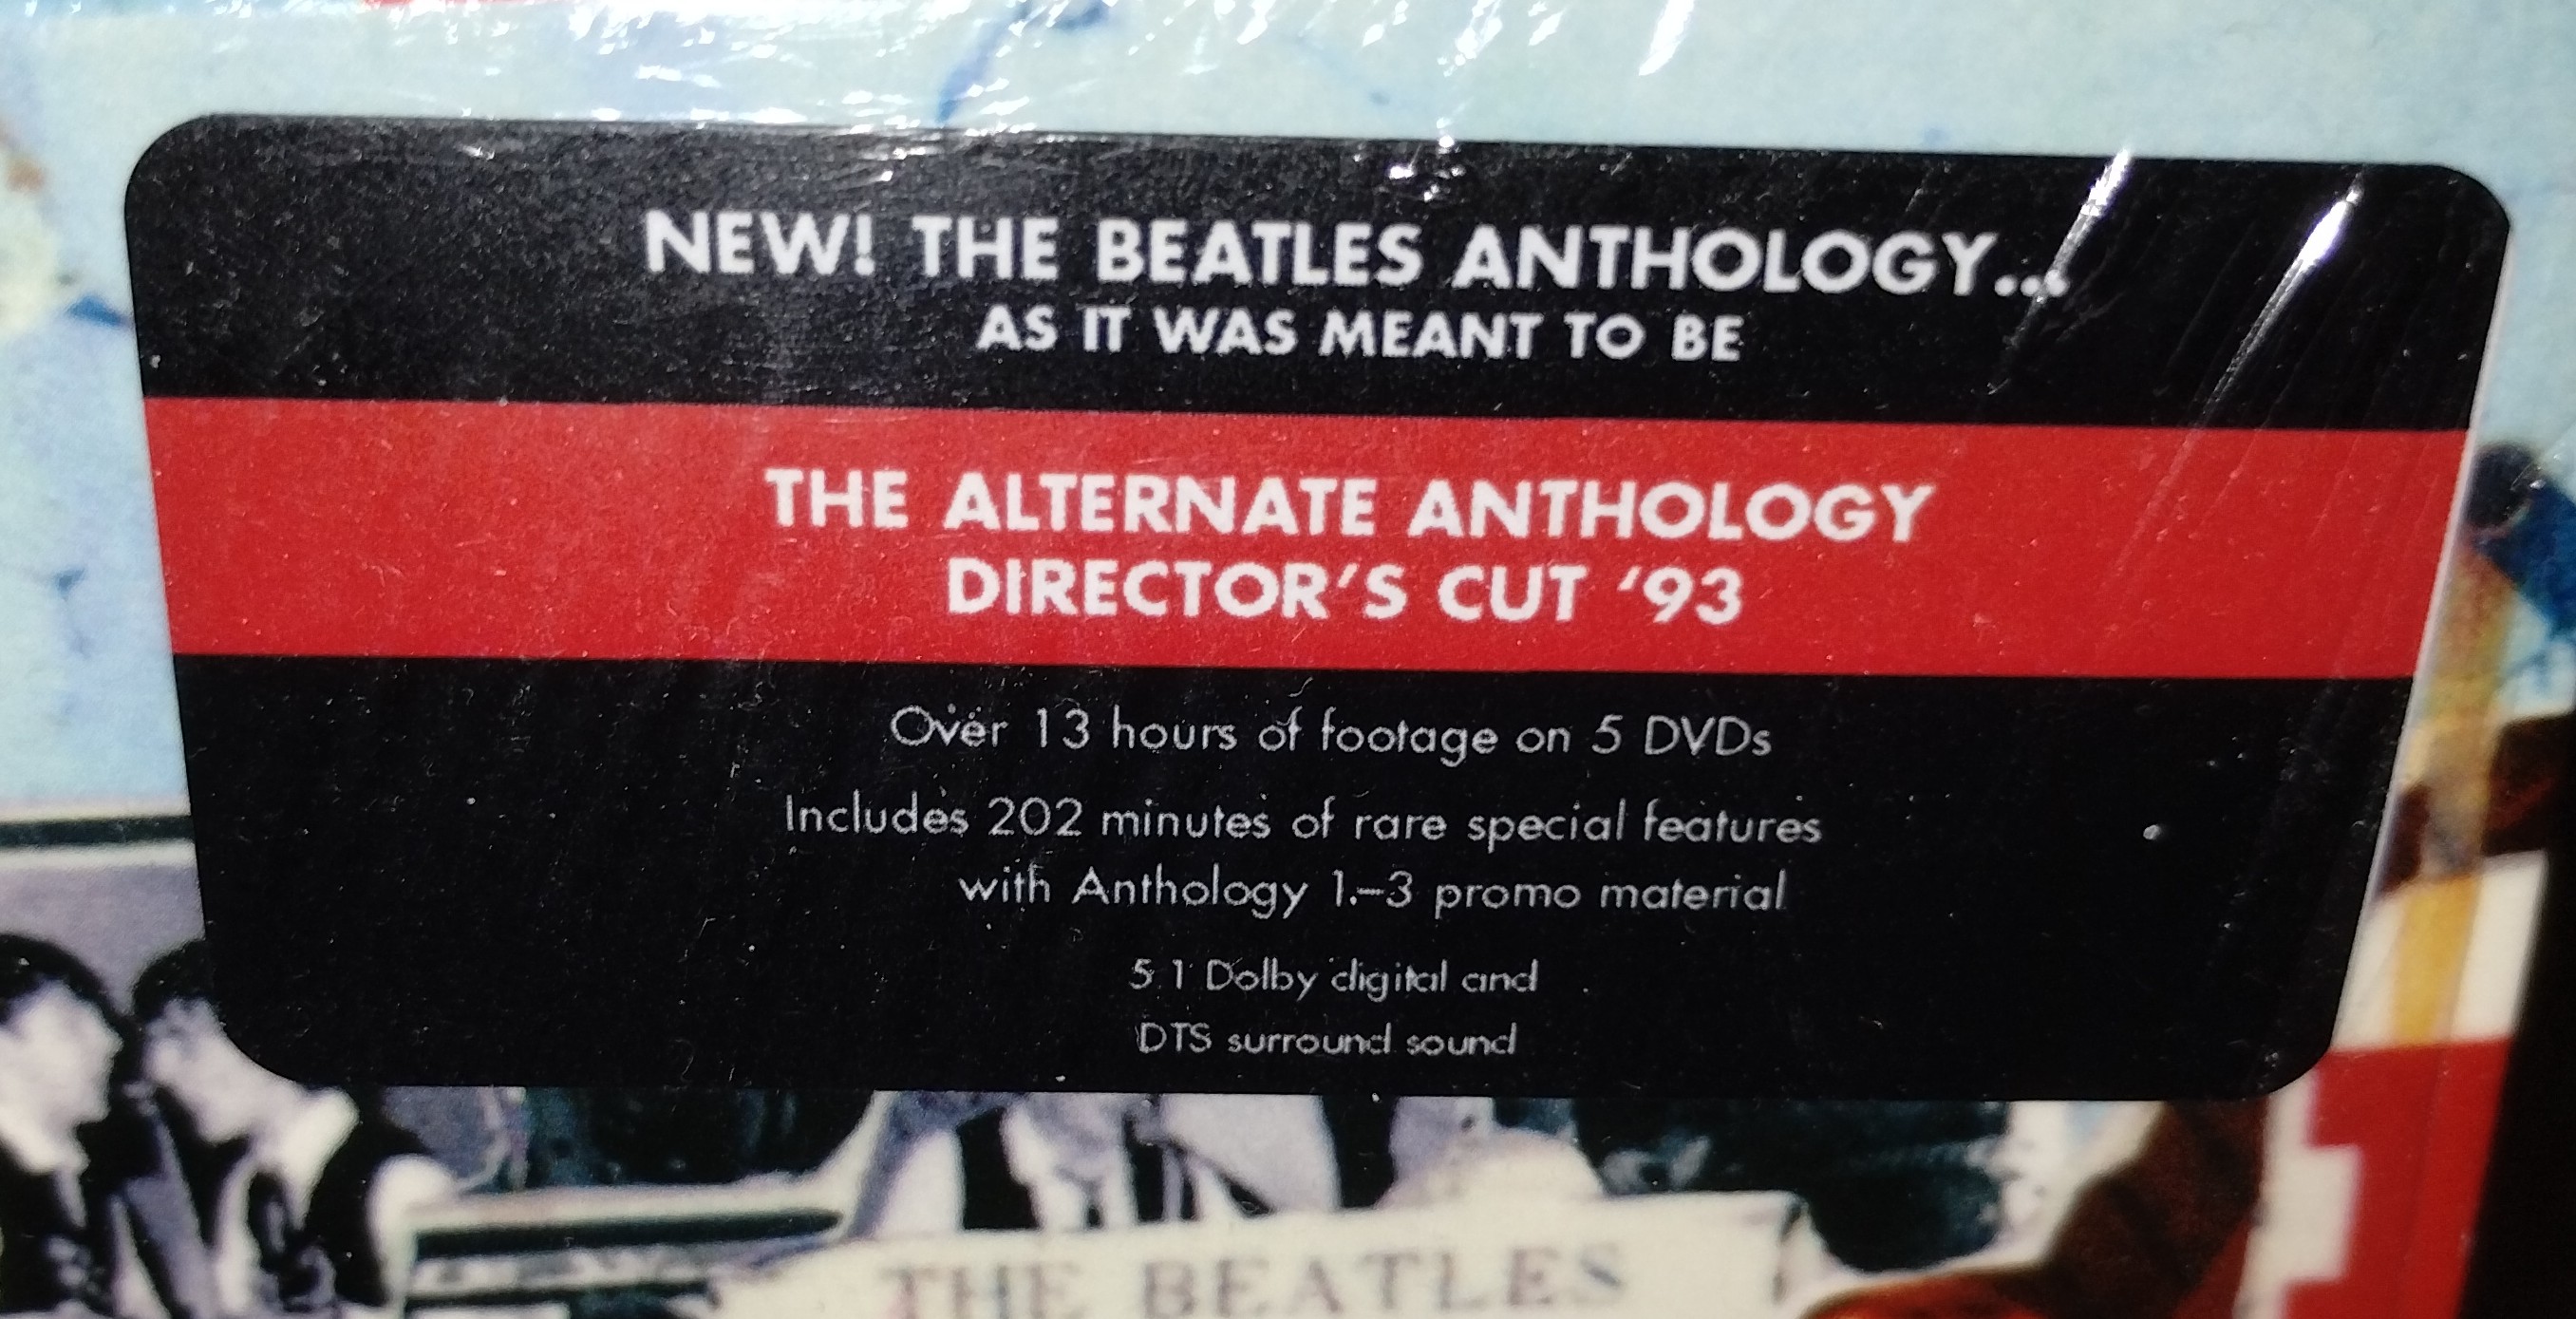 NEW! THE BEATLES ANTHOLOGY...
AS IT WAS MEANT TO BE
THE ALTERNATE ANTHOLOGY
DIRECTOR'S CUT '93
Over 13 hours of footage on 5 DVDs
Includes 202 minutes of rare special features
with Anthology 1–3 promo material
5 1 Dolby digital and
DTS surround sound
THE BEATLES